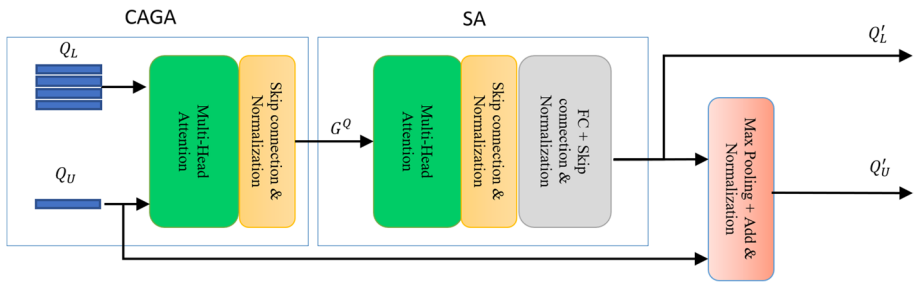 CAGA
SA
Q_L
Q_U
Multi-Head
Attention
Skip connection &
Normalization
G^Q
Multi-Head
Attention
Skip connection &
Normalization
FC + Skip
connection &
Normalization
Max Pooling + Add &
Normalization
Q'_L
Q'_U